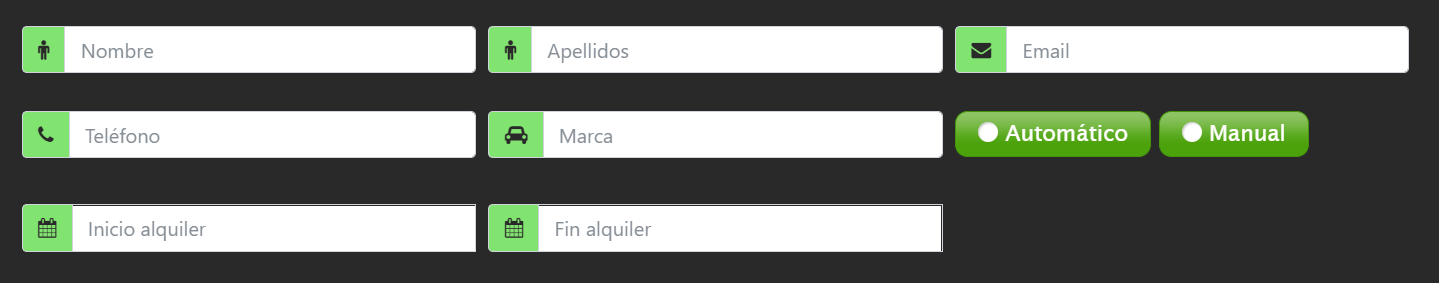 Nombre Apellidos Email
Teléfono Marca Automático Manual
Inicio alquiler Fin alquiler